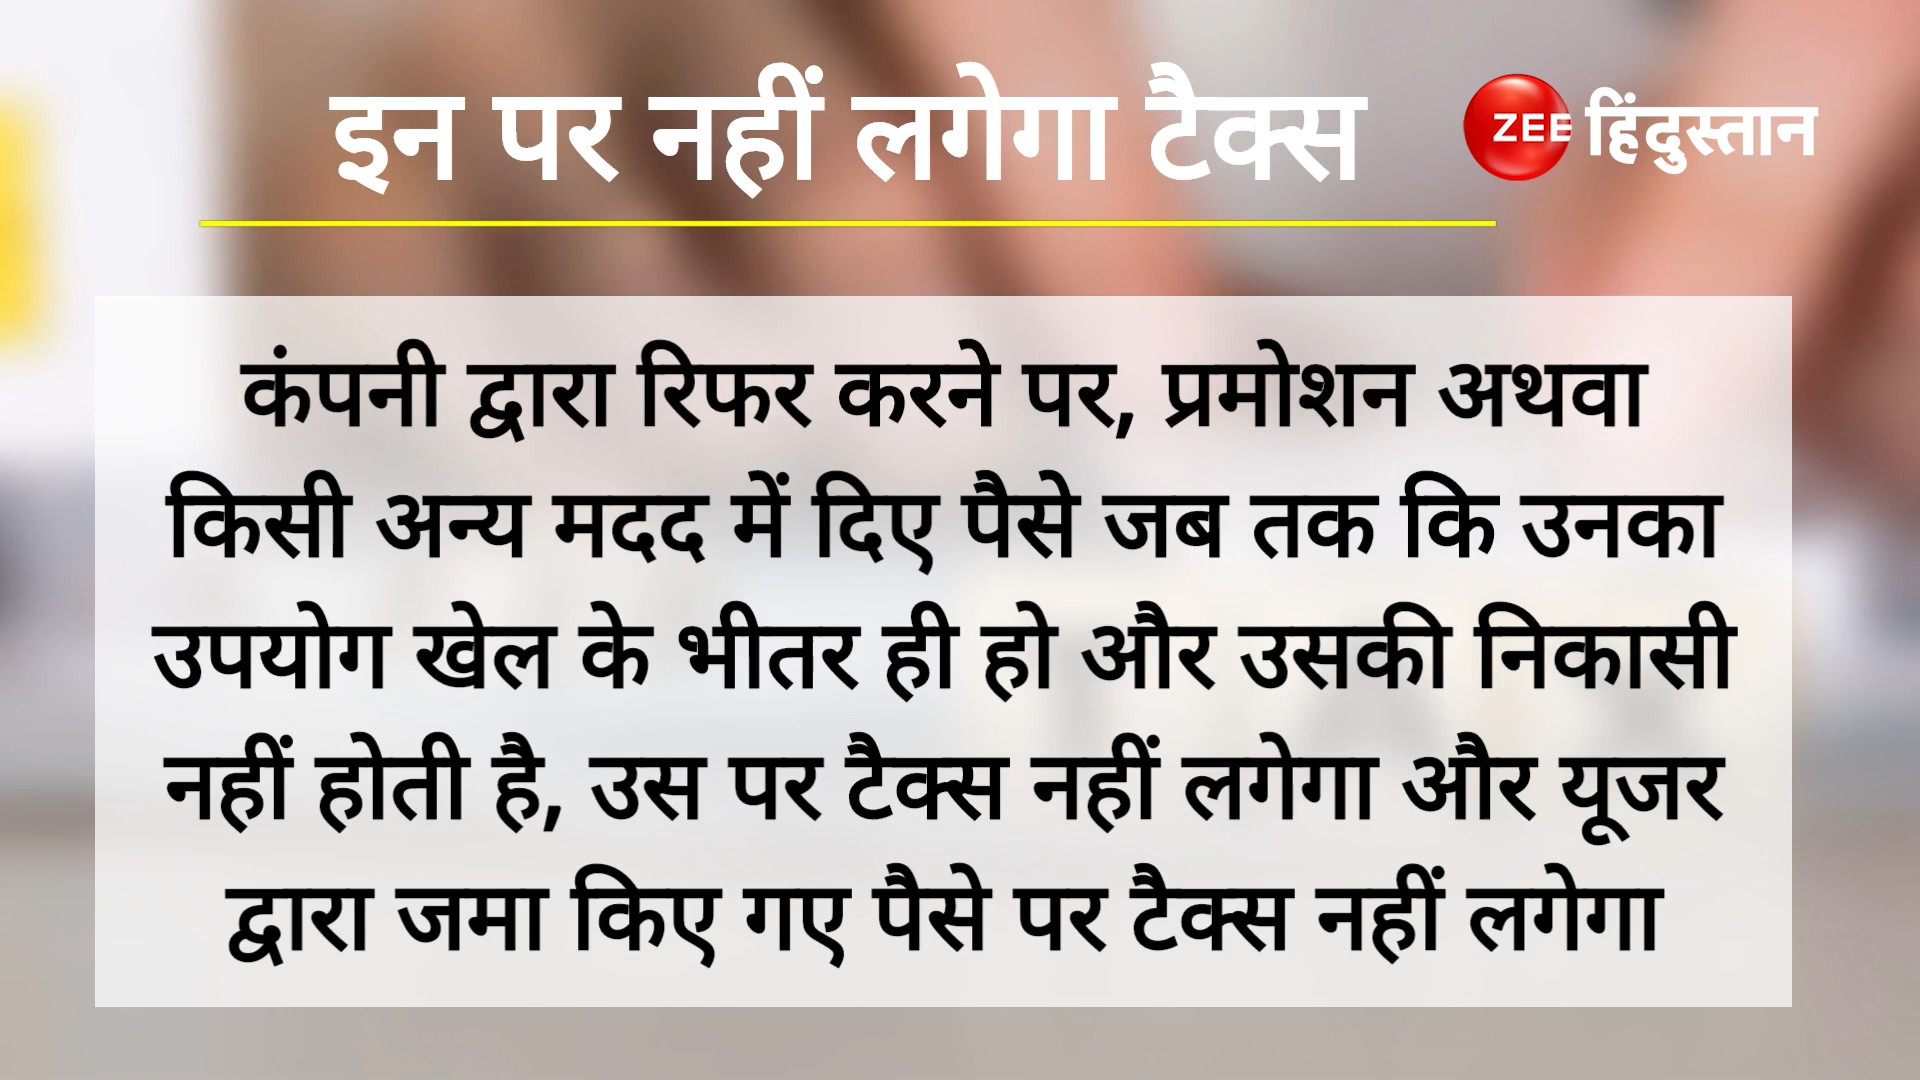 इन पर नहीं लगेगा टैक्स
ZEE हिंदुस्तान
कंपनी द्वारा रिफर करने पर, प्रमोशन अथवा
किसी अन्य मदद में दिए पैसे जब तक कि उनका
उपयोग खेल के भीतर ही हो और उसकी निकासी
नहीं होती है, उस पर टैक्स नहीं लगेगा और यूजर
द्वारा जमा किए गए पैसे पर टैक्स नहीं लगेगा